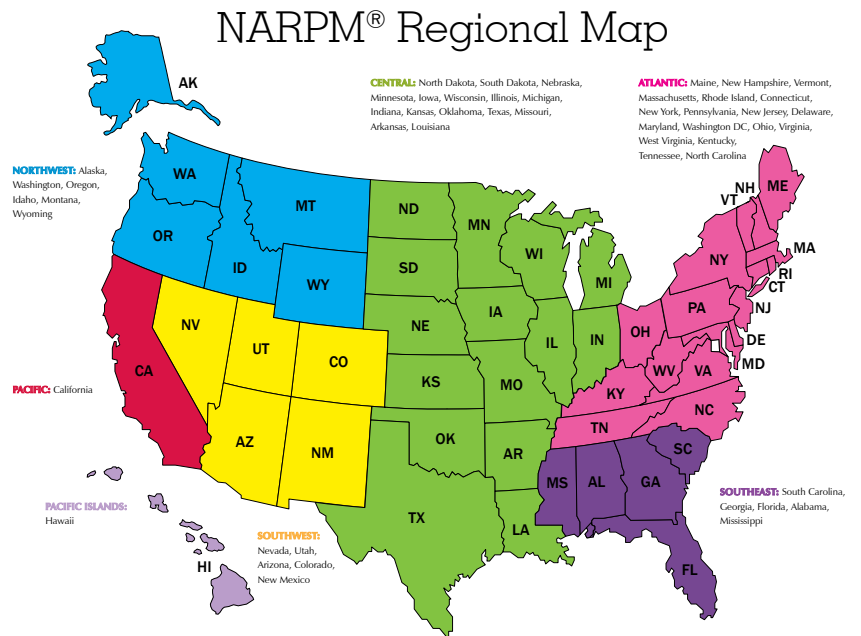 NARPM® Regional Map
CENTRAL: North Dakota, South Dakota, Nebraska,
Minnesota, Iowa, Wisconsin, Illinois, Michigan,
Indiana, Kansas, Oklahoma, Texas, Missouri,
Arkansas, Louisiana
ATLANTIC: Maine, New Hampshire, Vermont,
Massachusetts, Rhode Island, Connecticut,
New York, Pennsylvania, New Jersey, Delaware,
Maryland, Washington DC, Ohio, Virginia,
West Virginia, Kentucky,
Tennessee, North Carolina
NORTHWEST: Alaska,
Washington, Oregon,
Idaho, Montana,
Wyoming
PACIFIC: California
PACIFIC ISLANDS:
Hawaii
SOUTHWEST:
Nevada, Utah,
Arizona, Colorado,
New Mexico
SOUTHEAST: South Carolina,
Georgia, Florida, Alabama,
Mississippi
AK
WA
OR
ID
MT
WY
CA
NV
UT
CO
AZ
NM
HI
ND
SD
NE
KS
OK
TX
MN
IA
MO
AR
LA
WI
IL
MI
IN
OH
KY
TN
WV
VA
NC
PA
NY
VT
NH
ME
MA
RI
CT
NJ
DE
MD
MS
AL
GA
SC
FL